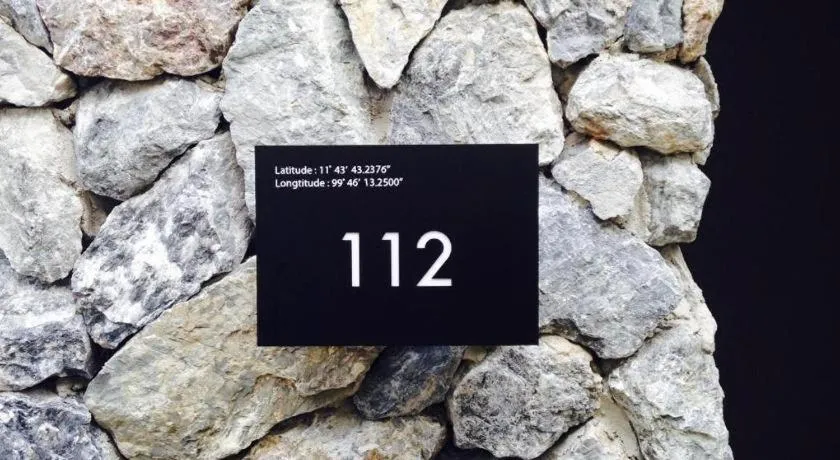 Latitude : 11° 43' 43.2376"
Longtitude : 99° 46' 13.2500"
112